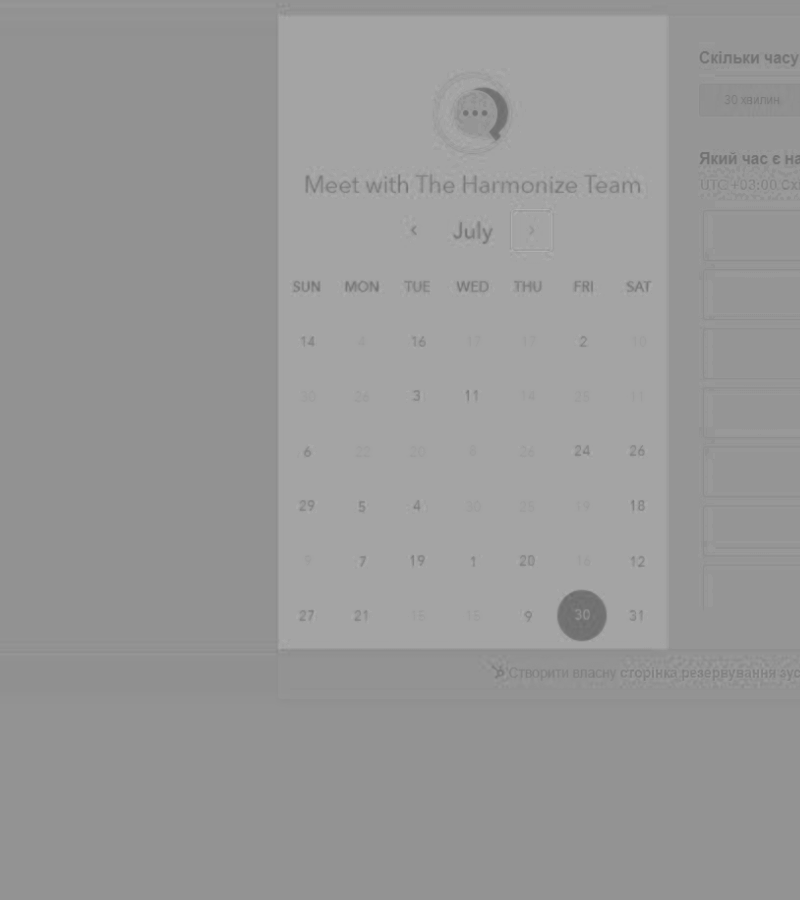 Meet with The Harmonize Team
‹ July ›
SUN MON TUE WED THU FRI SAT
14 4 16 17 17 2 10
30 26 3 11 14 25 11
6 22 20 8 26 24 26
29 5 4 30 25 19 18
9 7 19 1 20 18 12
27 21 15 15 9 30 31
Скільки часу
30 хвилин
Який час є на
UTC +03:00 Схі
Створити власну сторінка резервування зус